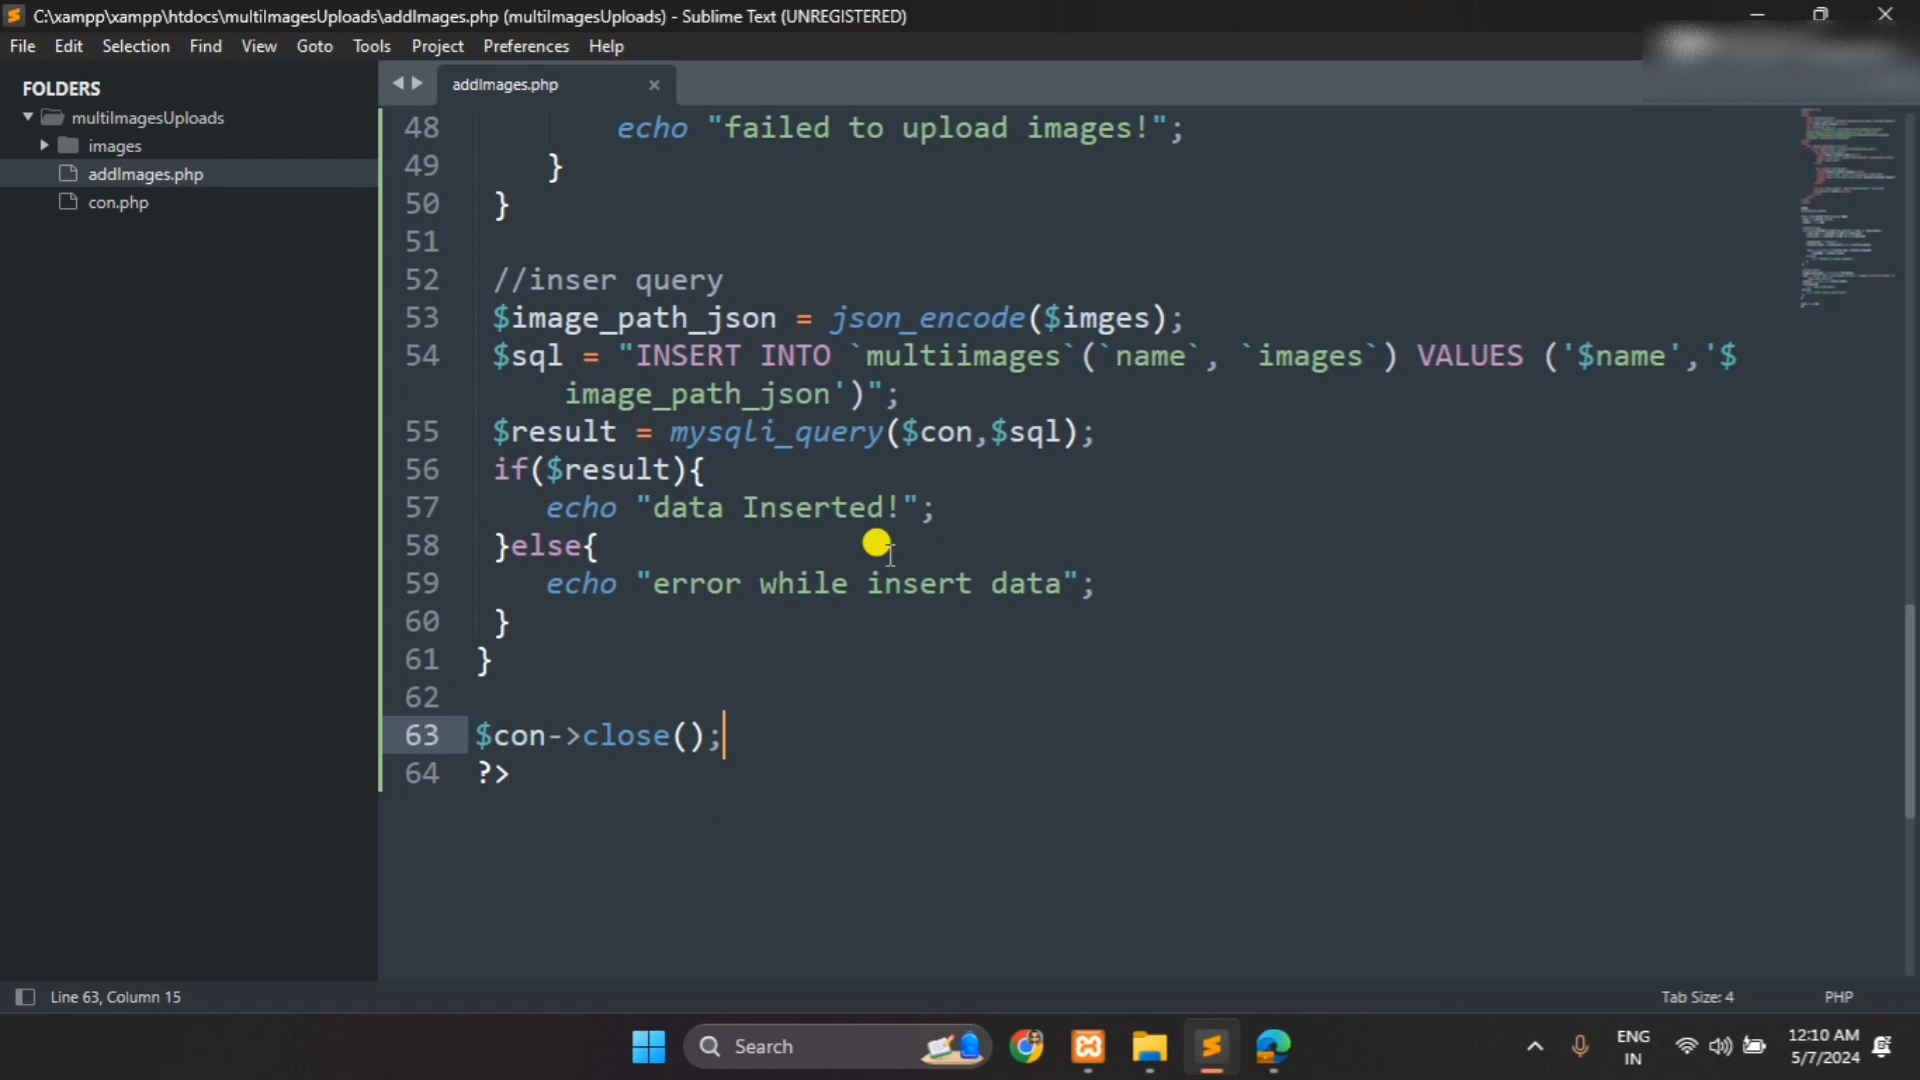 C:\xampp\xampp\htdocs\multiImagesUploads\addImages.php (multiImagesUploads) - Sublime Text (UNREGISTERED)
File Edit Selection Find View Goto Tools Project Preferences Help
FOLDERS
multiImagesUploads
images
addImages.php
con.php
addImages.php
48 echo "failed to upload images!";
49 }
50 }
51
52 //inser query
53 $image_path_json = json_encode($imges);
54 $sql = "INSERT INTO `multiimages`(`name`, `images`) VALUES ('$name','$
image_path_json')";
55 $result = mysqli_query($con,$sql);
56 if($result){
57 echo "data Inserted!";
58 }else{
59 echo "error while insert data";
60 }
61 }
62
63 $con->close();
64 ?>
Line 63, Column 15 Tab Size: 4 PHP
Search
ENG
IN
12:10 AM
5/7/2024